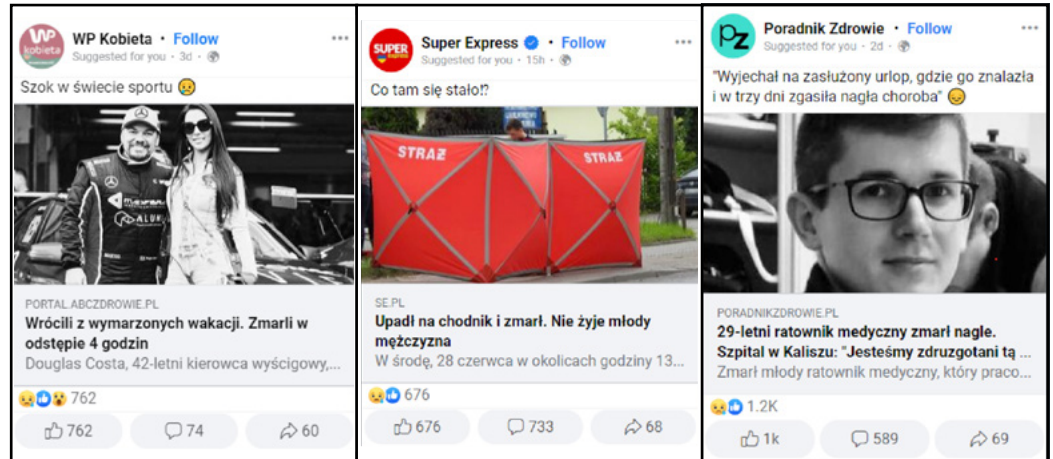 WP
kobieta
WP Kobieta · Follow
Suggested for you · 3d ·
Szok w świecie sportu 😥
PORTAL.ABCZDROWIE.PL
Wrócili z wymarzonych wakacji. Zmarli w
odstępie 4 godzin
Douglas Costa, 42-letni kierowca wyścigowy,...
762
762
74
60
SUPER
express
Super Express · Follow
Suggested for you · 15h ·
Co tam się stało!?
STRAŻ
STRAŻ
SE.PL
Upadł na chodnik i zmarł. Nie żyje młody
mężczyzna
W środę, 28 czerwca w okolicach godziny 13...
676
676
733
68
pz
Poradnik Zdrowie · Follow
Suggested for you · 2d ·
"Wyjechał na zasłużony urlop, gdzie go znalazła
i w trzy dni zgasiła nagła choroba" 😞
PORADNIKZDROWIE.PL
29-letni ratownik medyczny zmarł nagle.
Szpital w Kaliszu: "Jesteśmy zdruzgotani tą ...
Zmarł młody ratownik medyczny, który praco...
1.2K
1k
589
69